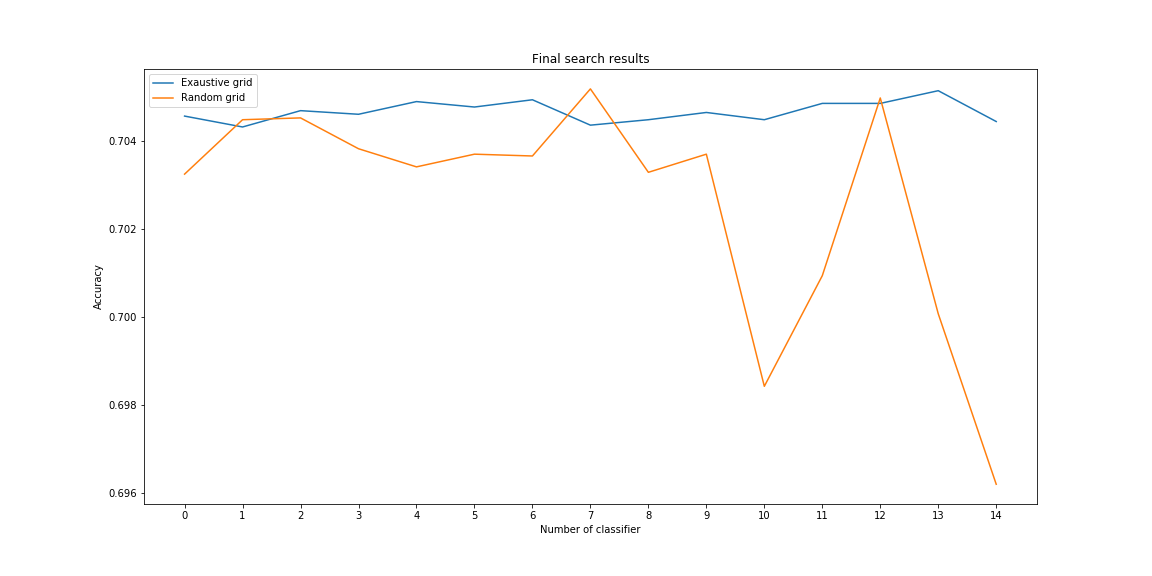 Final search results
Exaustive grid
Random grid
0.704
0.702
0.700
0.698
0.696
Accuracy
0 1 2 3 4 5 6 7 8 9 10 11 12 13 14
Number of classifier